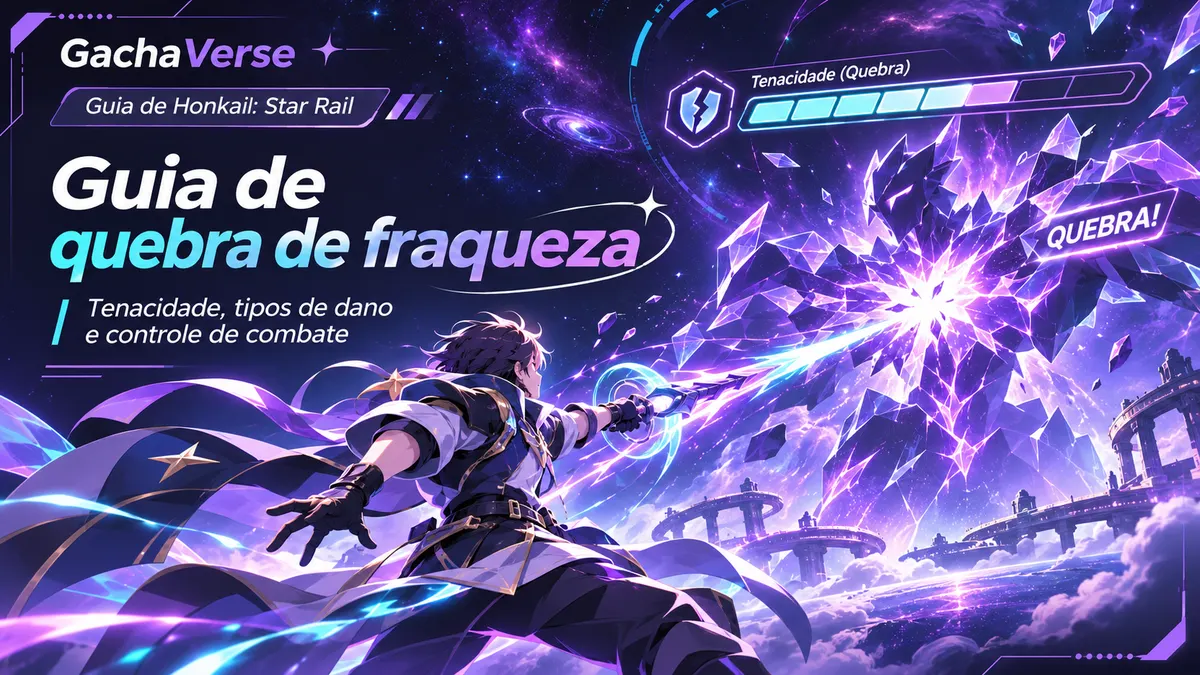 GachaVerse
Guia de Honkail: Star Rail
Guia de
quebra de fraqueza
Tenacidade, tipos de dano
e controle de combate
Tenacidade (Quebra)
QUEBRA!